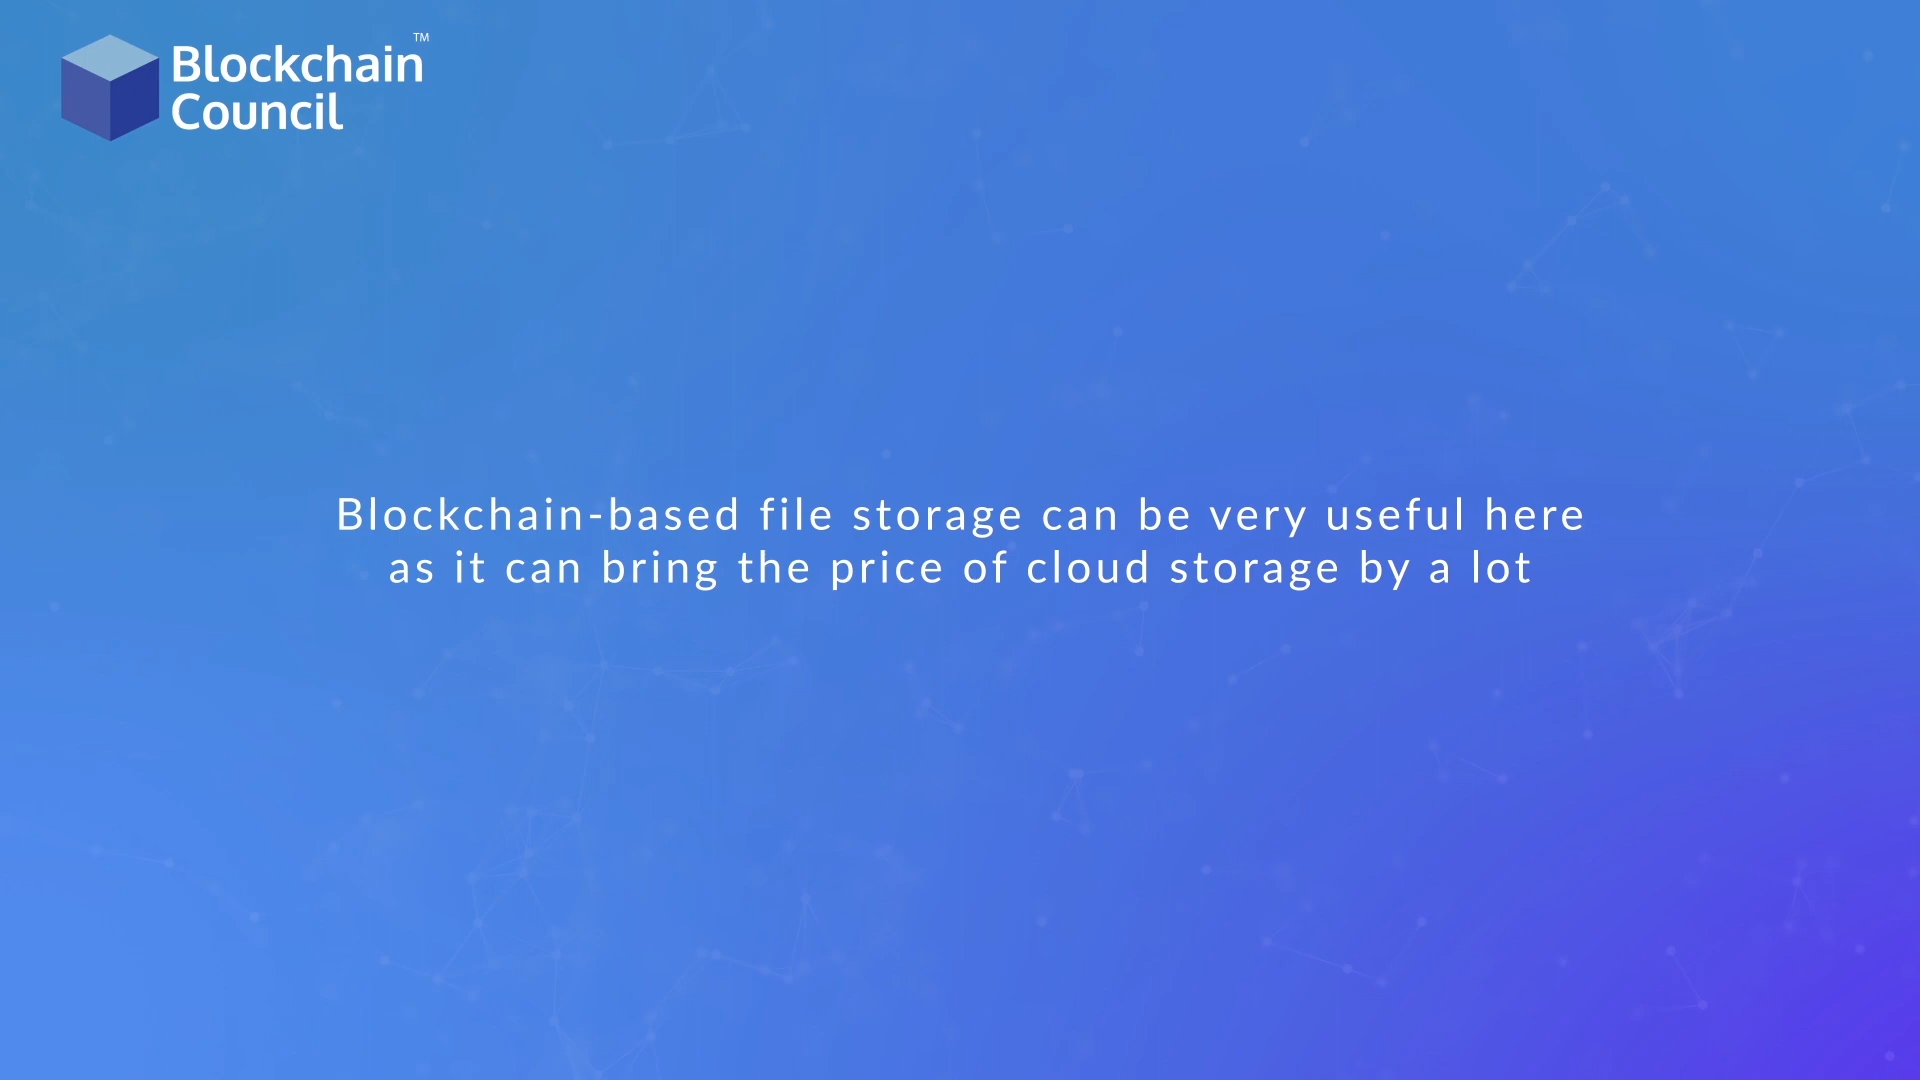 Blockchain™
Council
Blockchain-based file storage can be very useful here
as it can bring the price of cloud storage by a lot